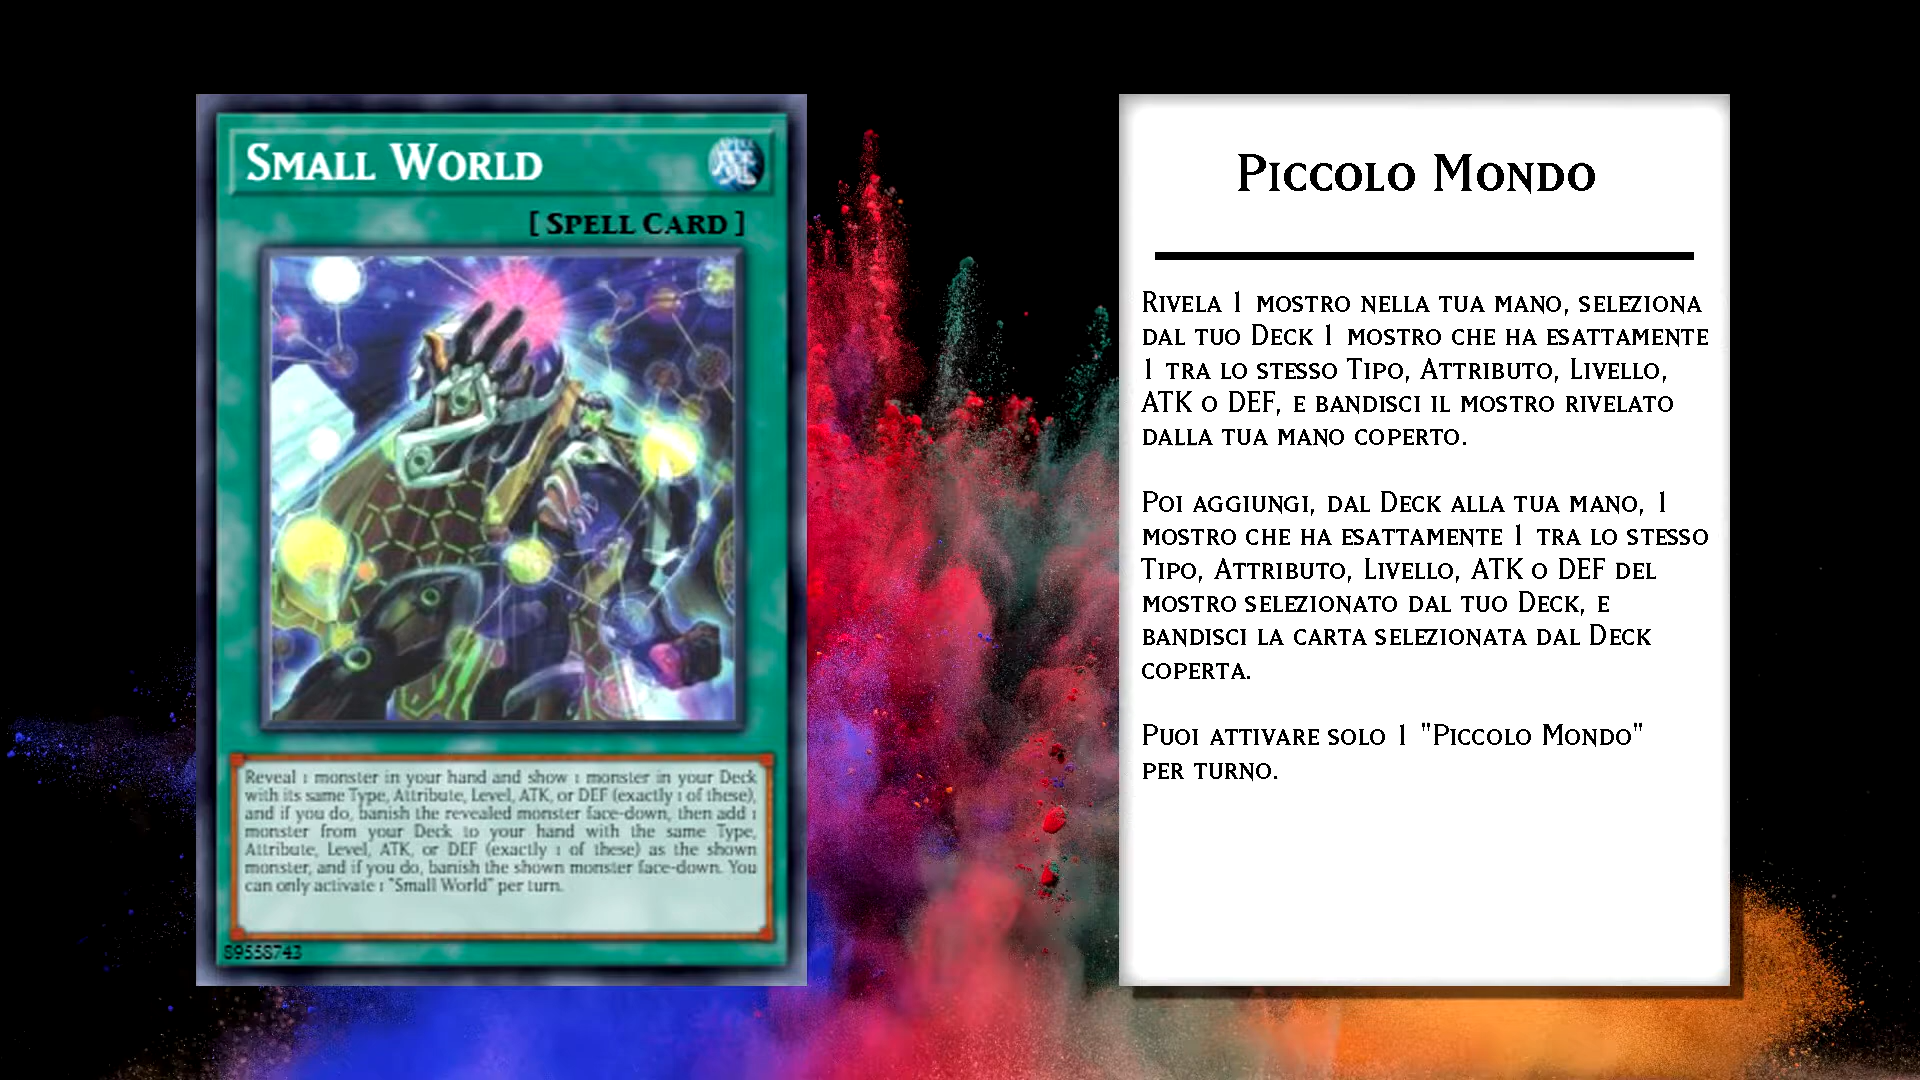 Small World
[ Spell Card ]
Reveal 1 monster in your hand and show 1 monster in your Deck
with its same Type, Attribute, Level, ATK, or DEF (exactly 1 of these),
and if you do, banish the revealed monster face-down, then add 1
monster from your Deck to your hand with the same Type,
Attribute, Level, ATK, or DEF (exactly 1 of these) as the shown
monster, and if you do, banish the shown monster face-down. You
can only activate 1 "Small World" per turn.
89558743
Piccolo Mondo
Rivela 1 mostro nella tua mano, seleziona
dal tuo Deck 1 mostro che ha esattamente
1 tra lo stesso Tipo, Attributo, Livello,
ATK o DEF, e bandisci il mostro rivelato
dalla tua mano coperto.
Poi aggiungi, dal Deck alla tua mano, 1
mostro che ha esattamente 1 tra lo stesso
Tipo, Attributo, Livello, ATK o DEF del
mostro selezionato dal tuo Deck, e
bandisci la carta selezionata dal Deck
coperta.
Puoi attivare solo 1 "Piccolo Mondo"
per turno.